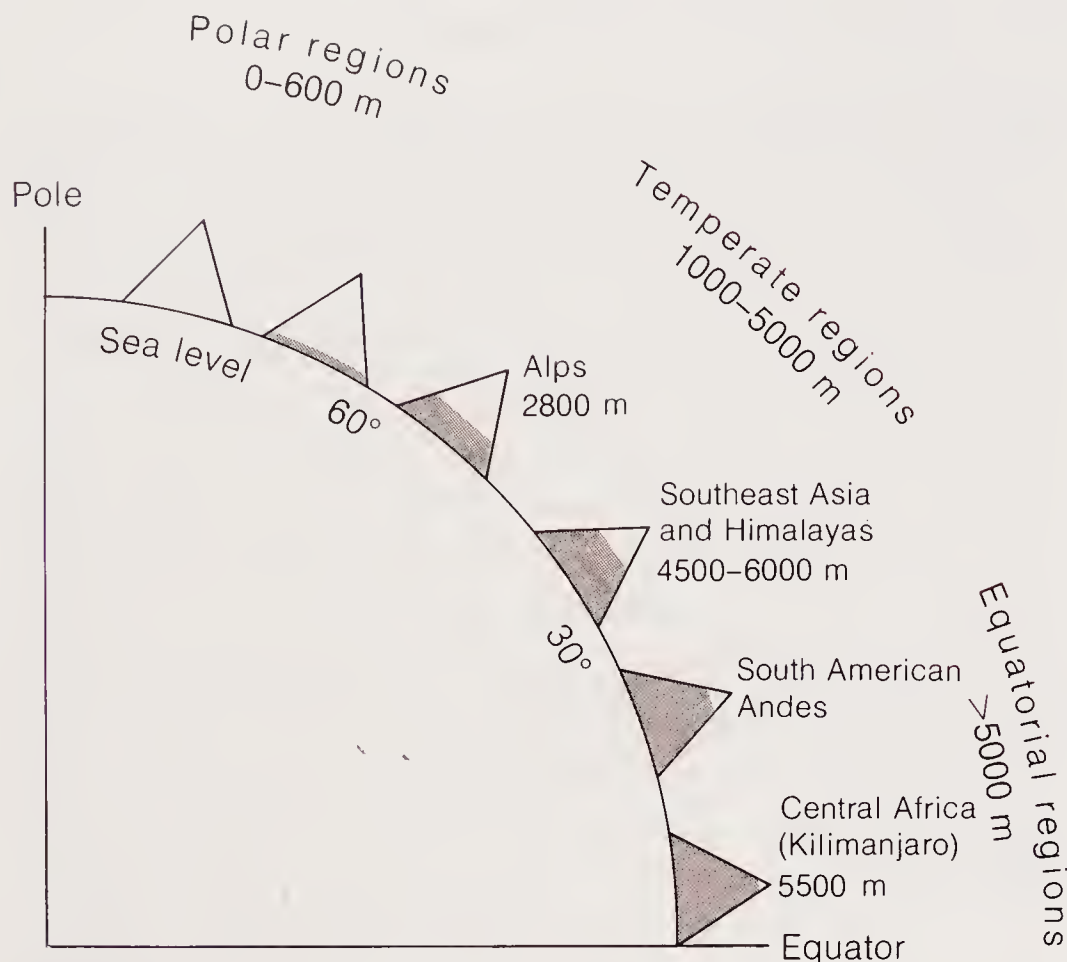 Polar regions
0–600 m
Pole
Temperate regions
1000–5000 m
Sea level
Alps
2800 m
60°
Southeast Asia
and Himalayas
4500–6000 m
30°
Equatorial regions
>5000 m
South American
Andes
Central Africa
(Kilimanjaro)
5500 m
Equator